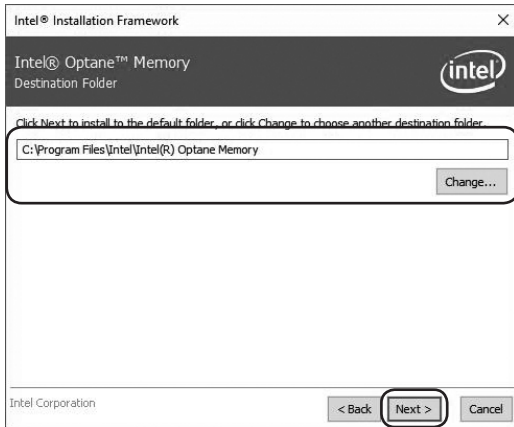 Intel® Installation Framework
Intel® Optane™ Memory
Destination Folder
intel
Click Next to install to the default folder, or click Change to choose another destination folder.
C:\Program Files\Intel\Intel(R) Optane Memory
Change...
Intel Corporation
< Back Next > Cancel